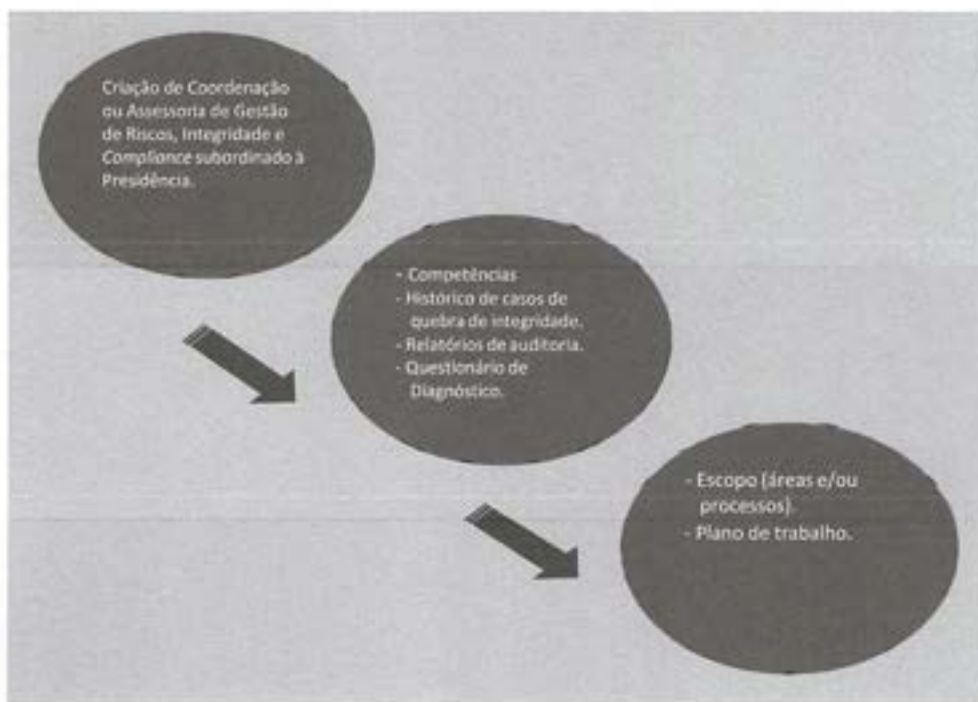 Criação de Coordenação
ou Assessoria de Gestão
de Riscos, Integridade e
Compliance subordinado à
Presidência.
- Competências
- Histórico de casos de
quebra de integridade.
- Relatórios de auditoria.
- Questionário de
Diagnóstico.
- Escopo (áreas e/ou
processos).
- Plano de trabalho.